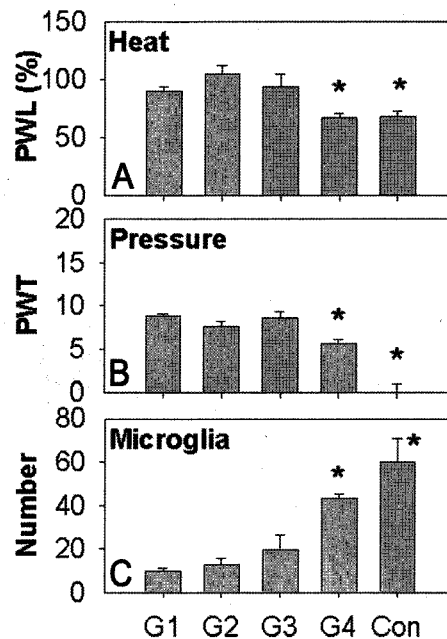 Heat
PWL (%)
150
100
50
0
A
*
*
Pressure
PWT
20
15
10
5
0
B
*
*
Microglia
Number
80
60
40
20
0
C
*
*
G1 G2 G3 G4 Con